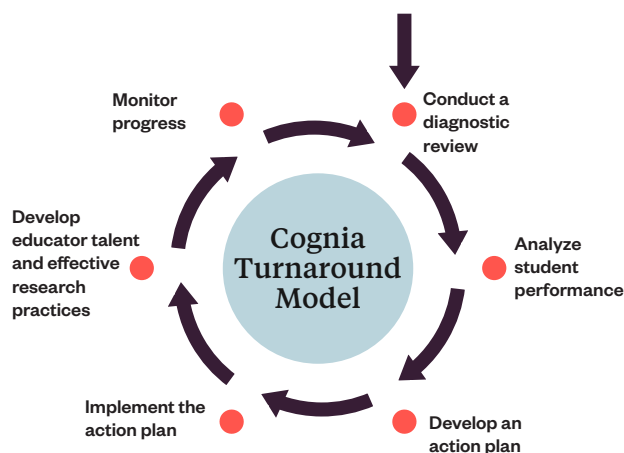 Conduct a
diagnostic
review
Analyze
student
performance
Develop an
action plan
Implement the
action plan
Develop
educator talent
and effective
research
practices
Monitor
progress
Cognia
Turnaround
Model